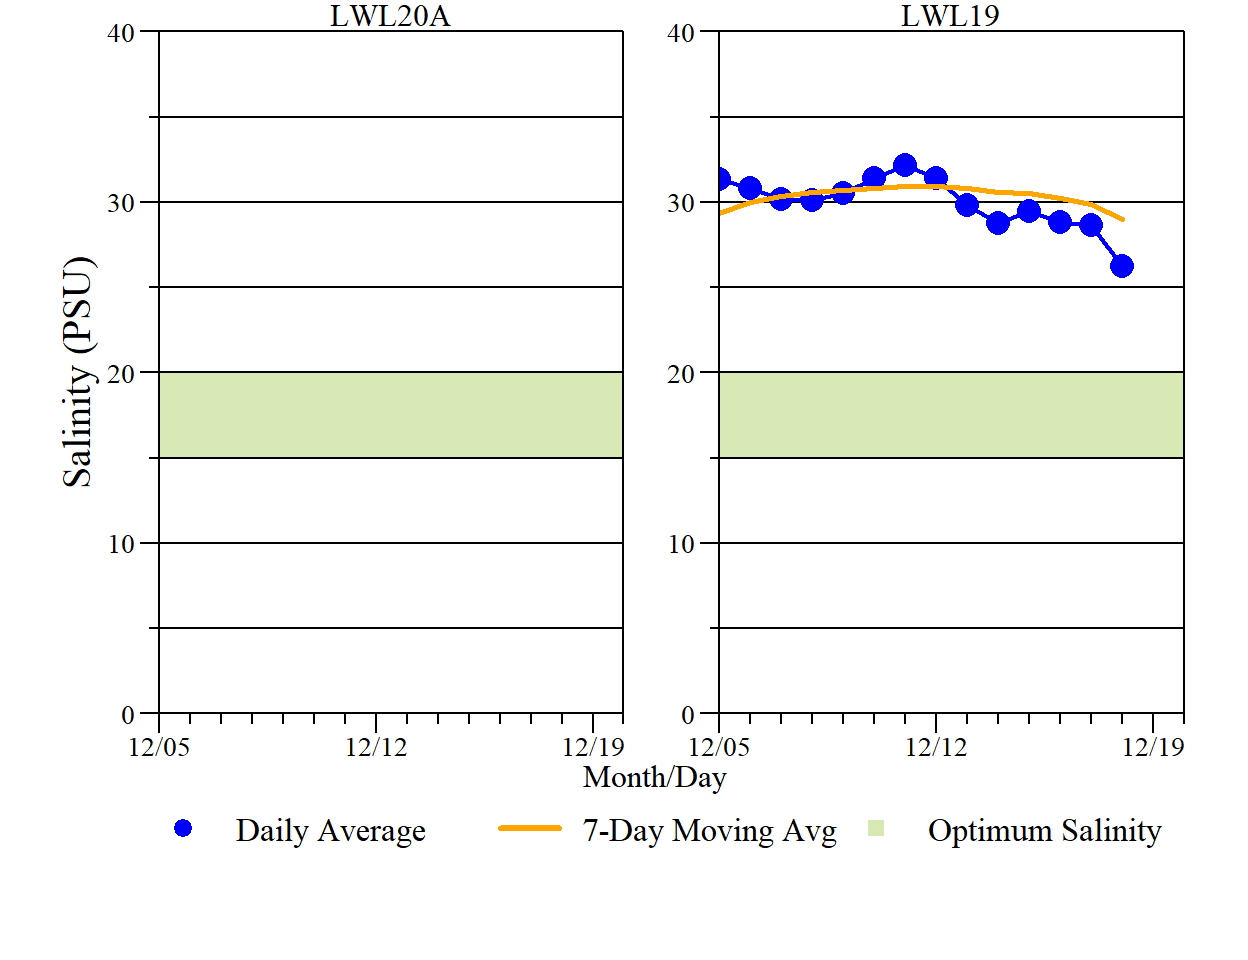 LWL20A
LWL19
Salinity (PSU)
40
30
20
10
0
40
30
20
10
0
12/05
12/12
12/19
12/05
12/12
12/19
Month/Day
Daily Average
7-Day Moving Avg
Optimum Salinity